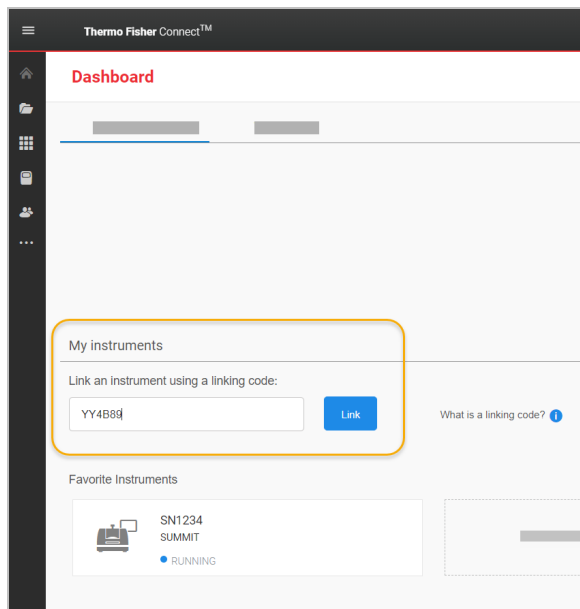 Thermo Fisher Connect™
Dashboard
My instruments
Link an instrument using a linking code:
YY4B89
Link
What is a linking code?
Favorite Instruments
SN1234
SUMMIT
RUNNING